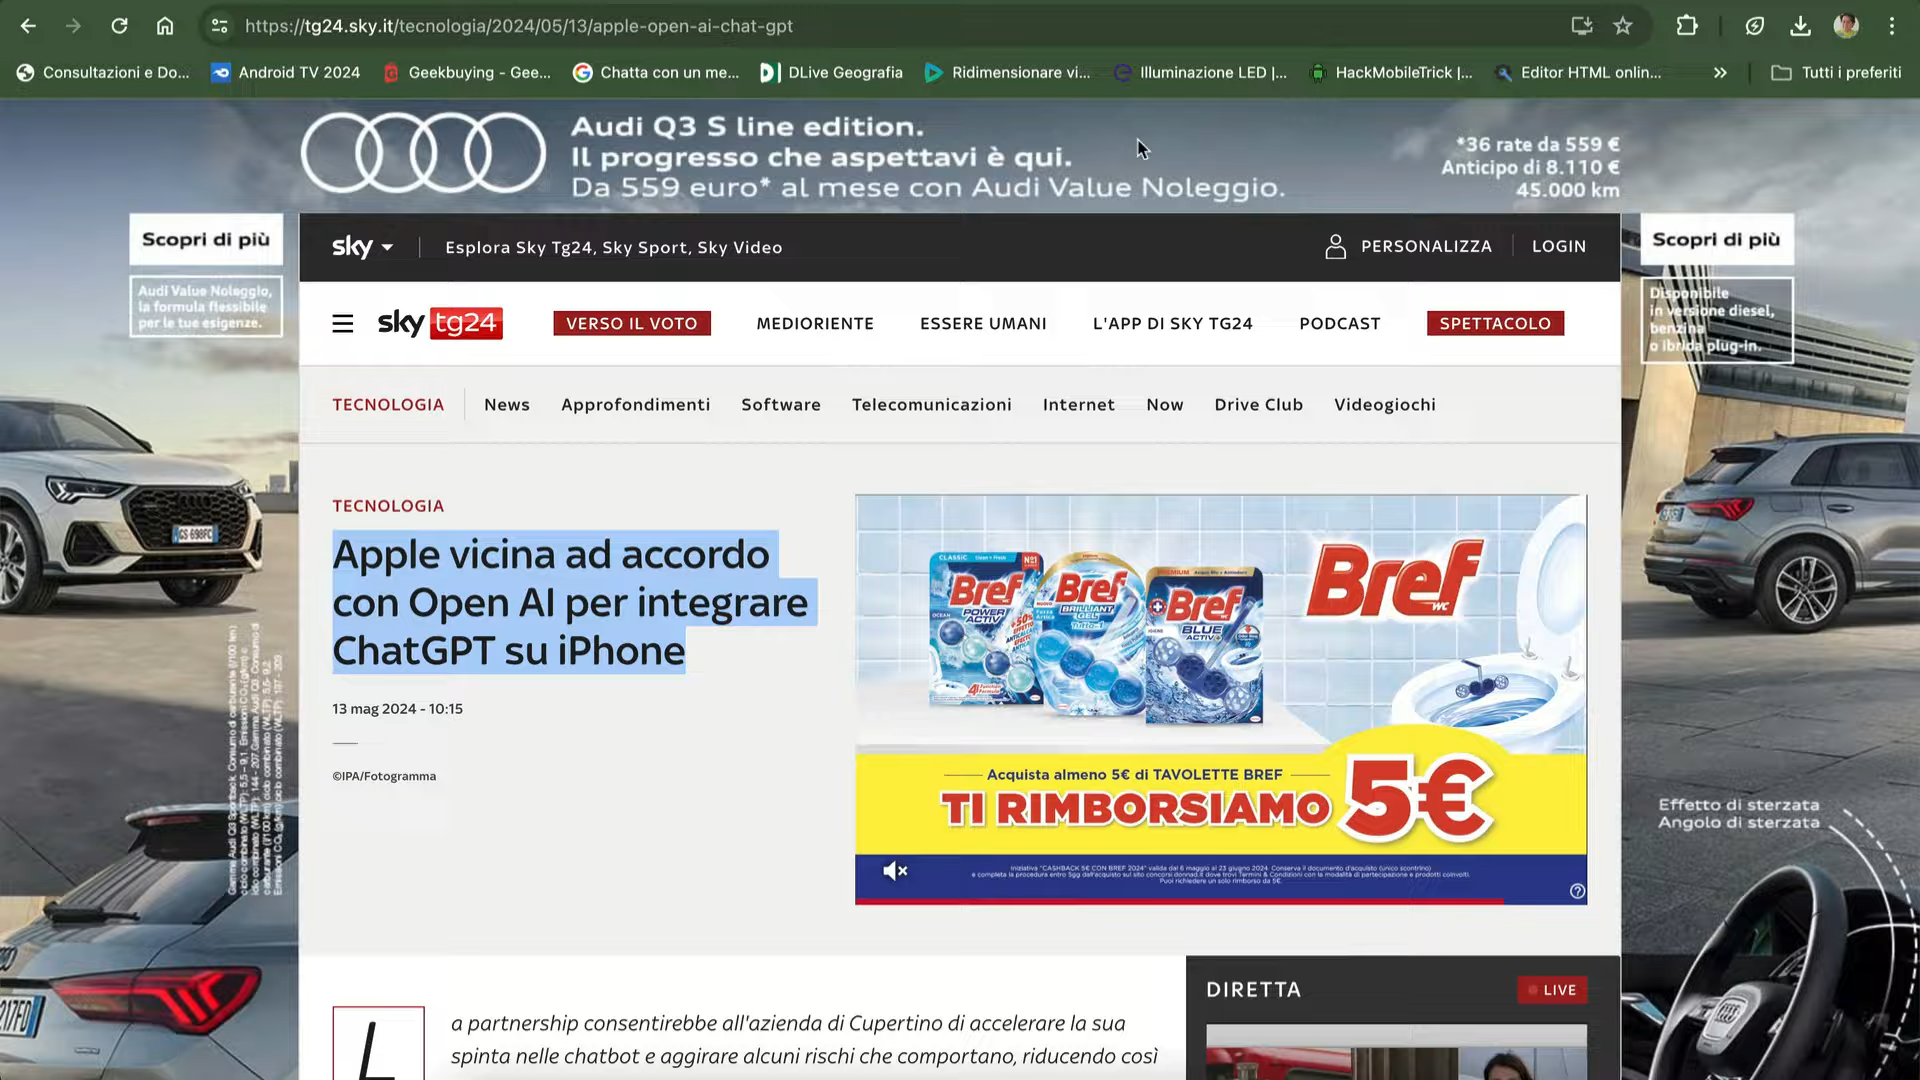 https://tg24.sky.it/tecnologia/2024/05/13/apple-open-ai-chat-gpt
Consultazioni e Do...
Android TV 2024
Geekbuying - Gee...
Chatta con un me...
DLive Geografia
Ridimensionare vi...
Illuminazione LED |...
HackMobileTrick |...
Editor HTML onlin...
Tutti i preferiti
Audi Q3 S line edition.
Il progresso che aspettavi è qui.
Da 559 euro* al mese con Audi Value Noleggio.
*36 rate da 559 €
Anticipo di 8.110 €
45.000 km
Scopri di più
Audi Value Noleggio,
la formula flessibile
per le tue esigenze.
Scopri di più
Disponibile
in versione diesel,
benzina
o ibrida plug-in.
sky
Esplora Sky Tg24, Sky Sport, Sky Video
PERSONALIZZA
LOGIN
sky tg24
VERSO IL VOTO
MEDIORIENTE
ESSERE UMANI
L'APP DI SKY TG24
PODCAST
SPETTACOLO
TECNOLOGIA
News
Approfondimenti
Software
Telecomunicazioni
Internet
Now
Drive Club
Videogiochi
TECNOLOGIA
Apple vicina ad accordo
con Open AI per integrare
ChatGPT su iPhone
13 mag 2024 - 10:15
©IPA/Fotogramma
CLASSIC
Bref
POWER
ACTIV
Bref
BRILLIANT
GEL
Bref
BLUE
ACTIV+
Bref
WC
Acquista almeno 5€ di TAVOLETTE BREF
TI RIMBORSIAMO 5€
Effetto di sterzata
Angolo di sterzata
La partnership consentirebbe all'azienda di Cupertino di accelerare la sua
spinta nelle chatbot e aggirare alcuni rischi che comportano, riducendo così
DIRETTA
LIVE